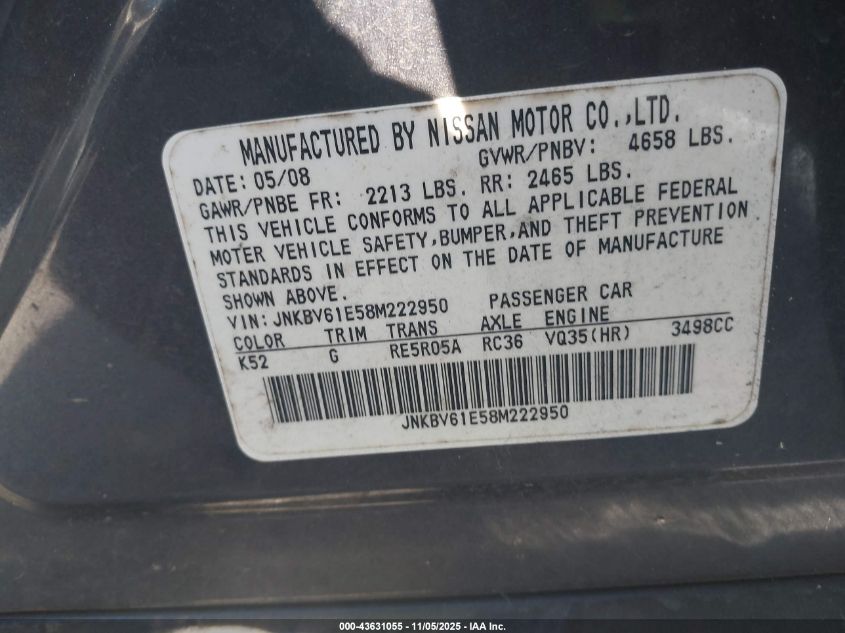 MANUFACTURED BY NISSAN MOTOR CO.,LTD.
DATE: 05/08 GVWR/PNBV: 4658 LBS.
GAWR/PNBE FR: 2213 LBS. RR: 2465 LBS.
THIS VEHICLE CONFORMS TO ALL APPLICABLE FEDERAL
MOTER VEHICLE SAFETY,BUMPER,AND THEFT PREVENTION
STANDARDS IN EFFECT ON THE DATE OF MANUFACTURE
SHOWN ABOVE.
VIN: JNKBV61E58M222950 PASSENGER CAR
COLOR TRIM TRANS AXLE ENGINE
K52 G RE5R05A RC36 VQ35(HR) 3498CC
JNKBV61E58M222950
000-43631055 - 11/05/2025 - IAA Inc.